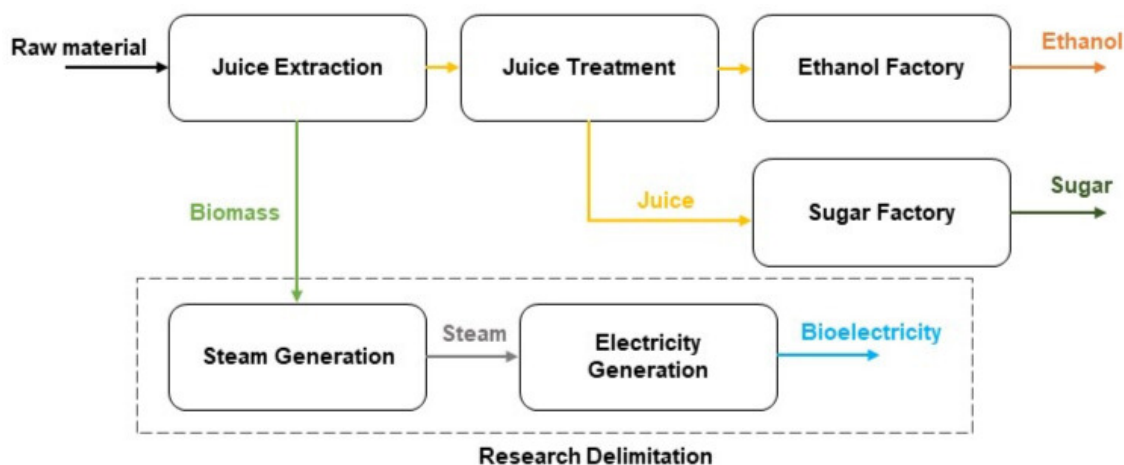 Raw material
Juice Extraction
Juice Treatment
Ethanol Factory
Ethanol
Biomass
Juice
Sugar Factory
Sugar
Steam Generation
Steam
Electricity
Generation
Bioelectricity
Research Delimitation